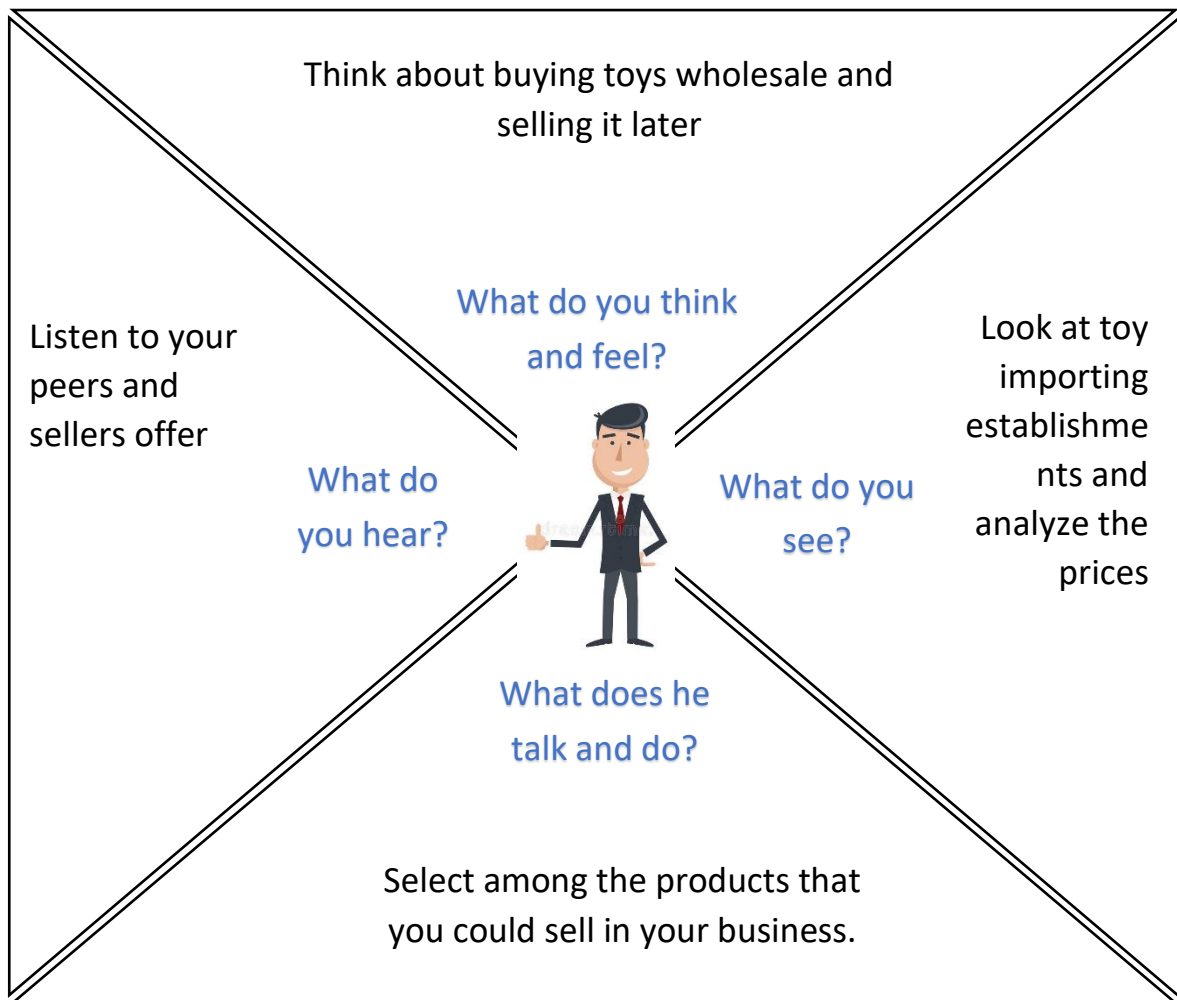 Think about buying toys wholesale and
selling it later
What do you think
and feel?
Listen to your
peers and
sellers offer
What do
you hear?
What do you
see?
Look at toy
importing
establishme
nts and
analyze the
prices
What does he
talk and do?
Select among the products that
you could sell in your business.